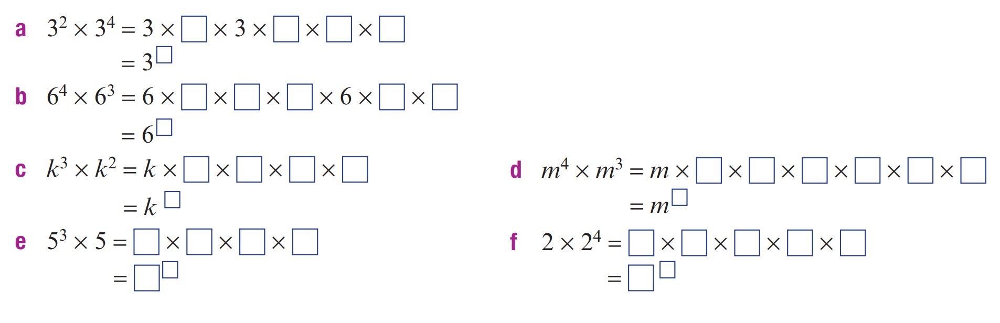 a 3² × 3⁴ = 3 × □ × 3 × □ × □ × □
= 3^□
b 6⁴ × 6³ = 6 × □ × □ × □ × 6 × □ × □
= 6^□
c k³ × k² = k × □ × □ × □ × □
= k^□
d m⁴ × m³ = m × □ × □ × □ × □ × □ × □
= m^□
e 5³ × 5 = □ × □ × □ × □
= □^□
f 2 × 2⁴ = □ × □ × □ × □ × □
= □^□